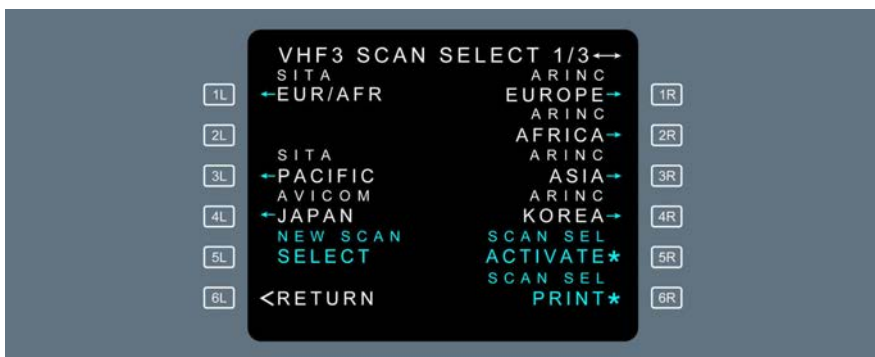 VHF3 SCAN SELECT 1/3↔
SITA ARINC
1L ←EUR/AFR EUROPE→ 1R
ARINC
2L AFRICA→ 2R
SITA ARINC
3L ←PACIFIC ASIA→ 3R
AVICOM ARINC
4L ←JAPAN KOREA→ 4R
NEW SCAN SCAN SEL
5L SELECT ACTIVATE* 5R
SCAN SEL
6L <RETURN PRINT* 6R